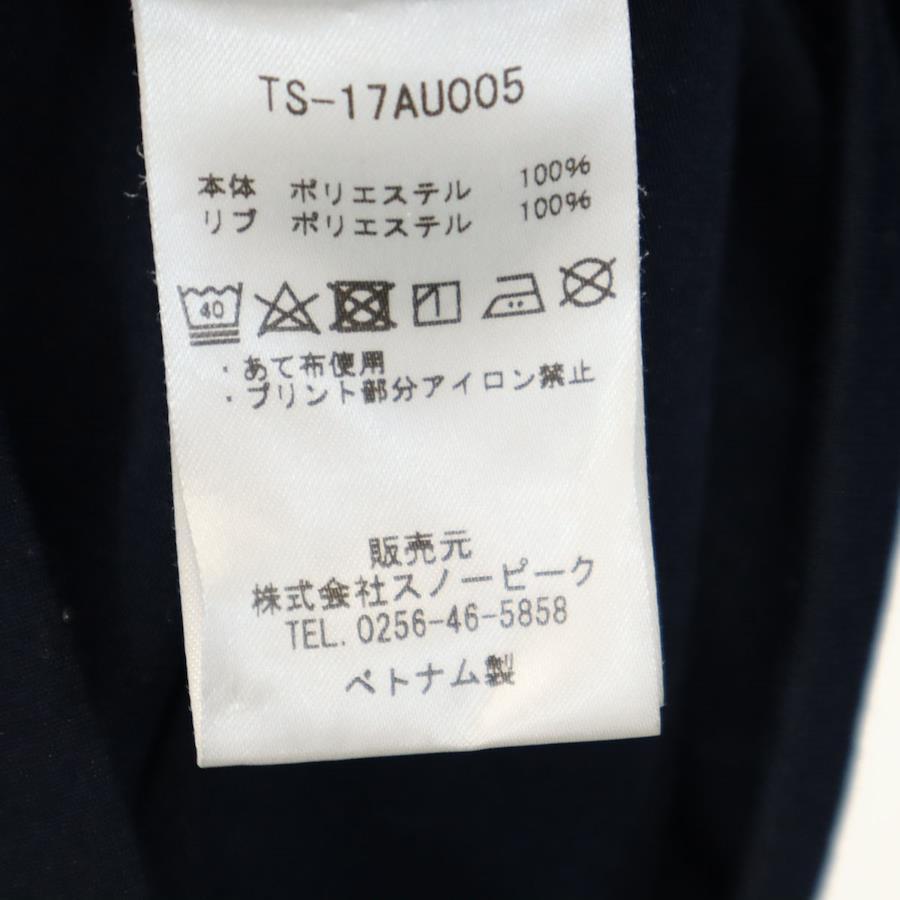 TS-17AU005
本体 ポリエステル 100%
リブ ポリエステル 100%
40
・あて布使用
・プリント部分アイロン禁止
販売元
株式会社スノーピーク
TEL. 0256-46-5858
ベトナム製